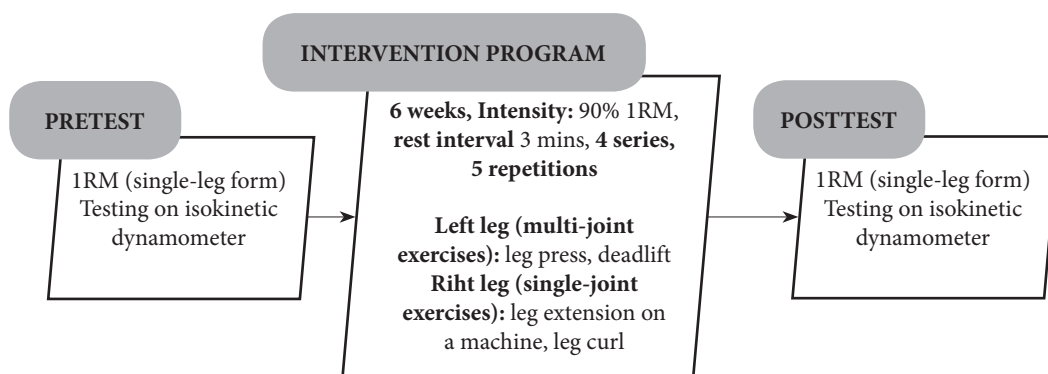 PRETEST
1RM (single-leg form)
Testing on isokinetic
dynamometer
INTERVENTION PROGRAM
6 weeks, Intensity: 90% 1RM,
rest interval 3 mins, 4 series,
5 repetitions
Left leg (multi-joint
exercises): leg press, deadlift
Riht leg (single-joint
exercises): leg extension on
a machine, leg curl
POSTTEST
1RM (single-leg form)
Testing on isokinetic
dynamometer